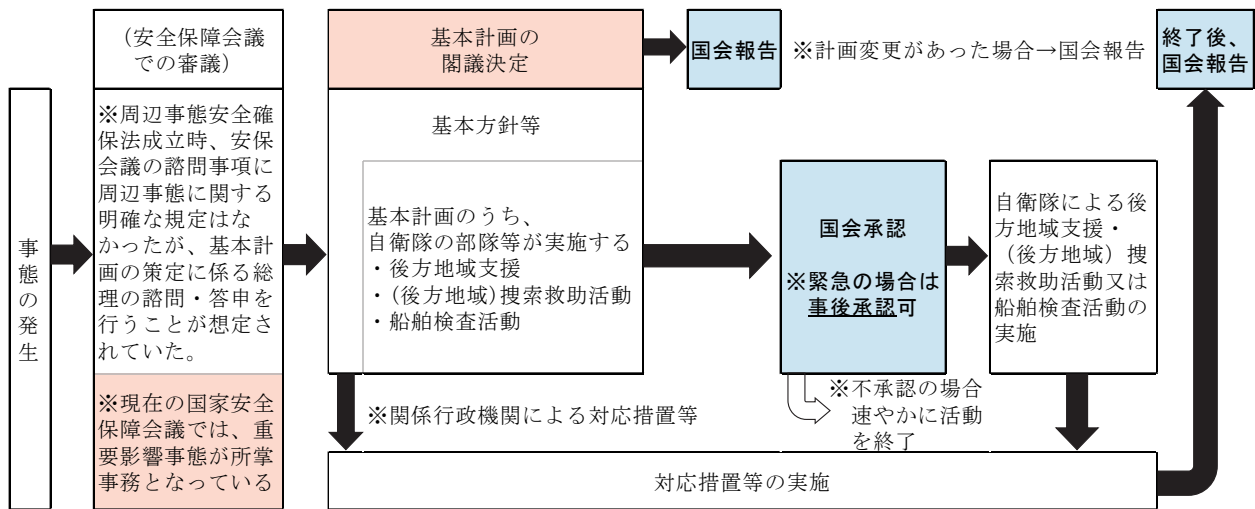 事
態
の
発
生
(安全保障会議
での審議)
※周辺事態安全確
保法成立時、安保
会議の諮問事項に
周辺事態に関する
明確な規定はな
かったが、基本計
画の策定に係る総
理の諮問・答申を
行うことが想定さ
れていた。
※現在の国家安全
保障会議では、重
要影響事態が所掌
事務となっている
基本計画の
閣議決定
基本方針等
基本計画のうち、
自衛隊の部隊等が実施する
・後方地域支援
・(後方地域)捜索救助活動
・船舶検査活動
※関係行政機関による対応措置等
国会報告
※計画変更があった場合→国会報告
国会承認
※緊急の場合は
事後承認可
※不承認の場合
速やかに活動
を終了
自衛隊による後
方地域支援・
(後方地域)捜
索救助活動又は
船舶検査活動の
実施
対応措置等の実施
終了後、
国会報告